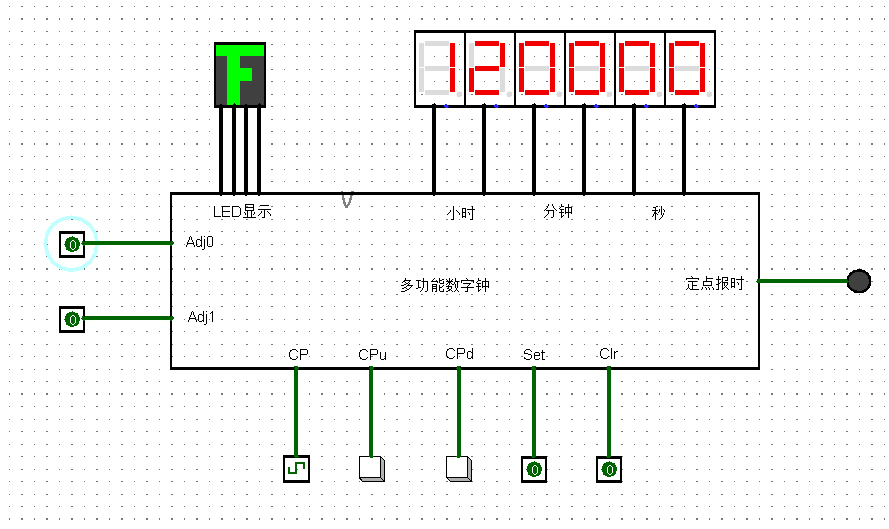 F
120000
LED显示
小时
分钟
秒
Adj0
0
多功能数字钟
定点报时
Adj1
0
CP
CPu
CPd
Set
Clr
0
0